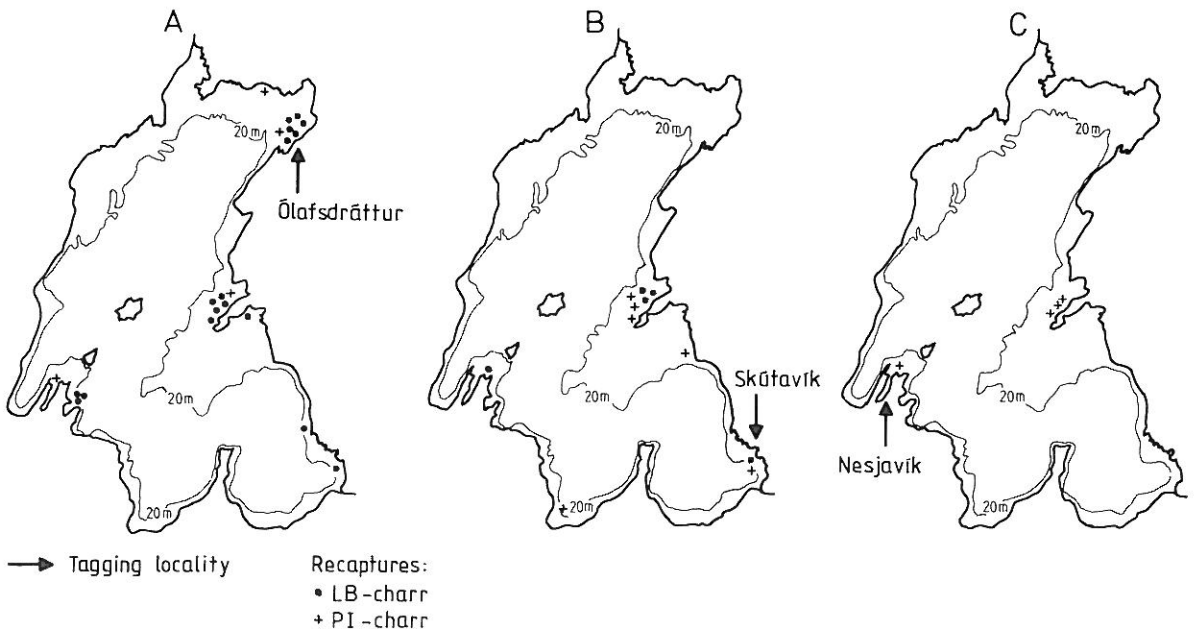 A
B
C
20m
20m
20m
Ólafsdráttur
Skútavík
20m
20m
20m
Nesjavík
20m
20m
20m
Tagging locality
Recaptures:
LB-charr
+ PI-charr